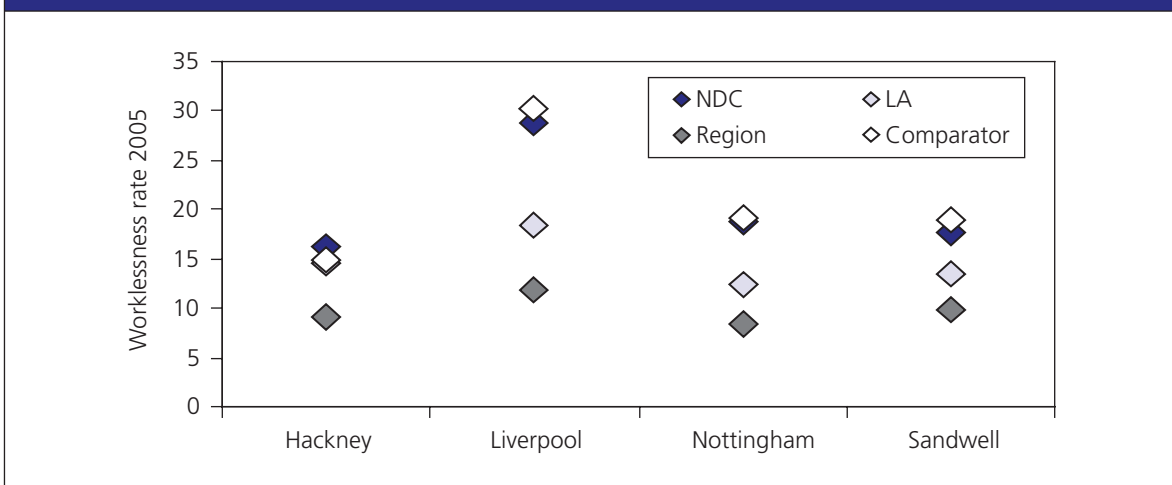 35
30
25
20
15
10
5
0
Worklessness rate 2005
NDC
LA
Region
Comparator
Hackney
Liverpool
Nottingham
Sandwell